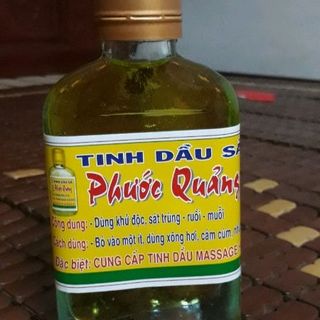 TINH DẦU SẢ
Phước Quảng
Công dụng: - Dùng khử độc, sát trùng - ruồi - muỗi
Cách dùng: - Bỏ vào một ít, dùng xông hơi, cảm cúm
Đặc biệt: CUNG CẤP TINH DẦU MASSAGE